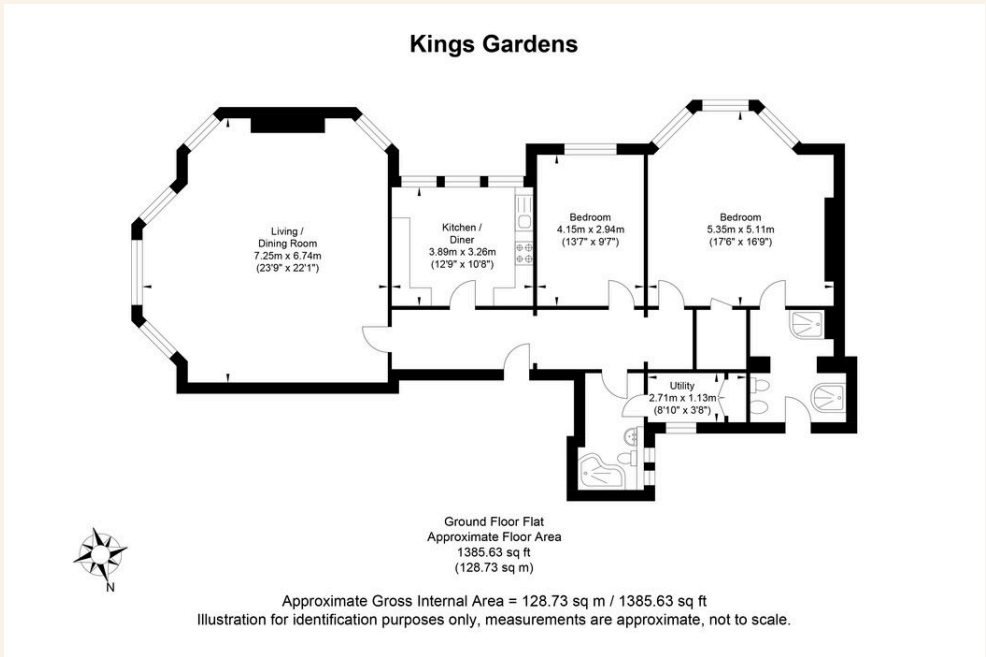 Kings Gardens
Living /
Dining Room
7.25m x 6.74m
(23'9" x 22'1")
Kitchen /
Diner
3.89m x 3.26m
(12'9" x 10'8")
Bedroom
4.15m x 2.94m
(13'7" x 9'7")
Bedroom
5.35m x 5.11m
(17'6" x 16'9")
Utility
2.71m x 1.13m
(8'10" x 3'8")
N
Ground Floor Flat
Approximate Floor Area
1385.63 sq ft
(128.73 sq m)
Approximate Gross Internal Area = 128.73 sq m / 1385.63 sq ft
Illustration for identification purposes only, measurements are approximate, not to scale.